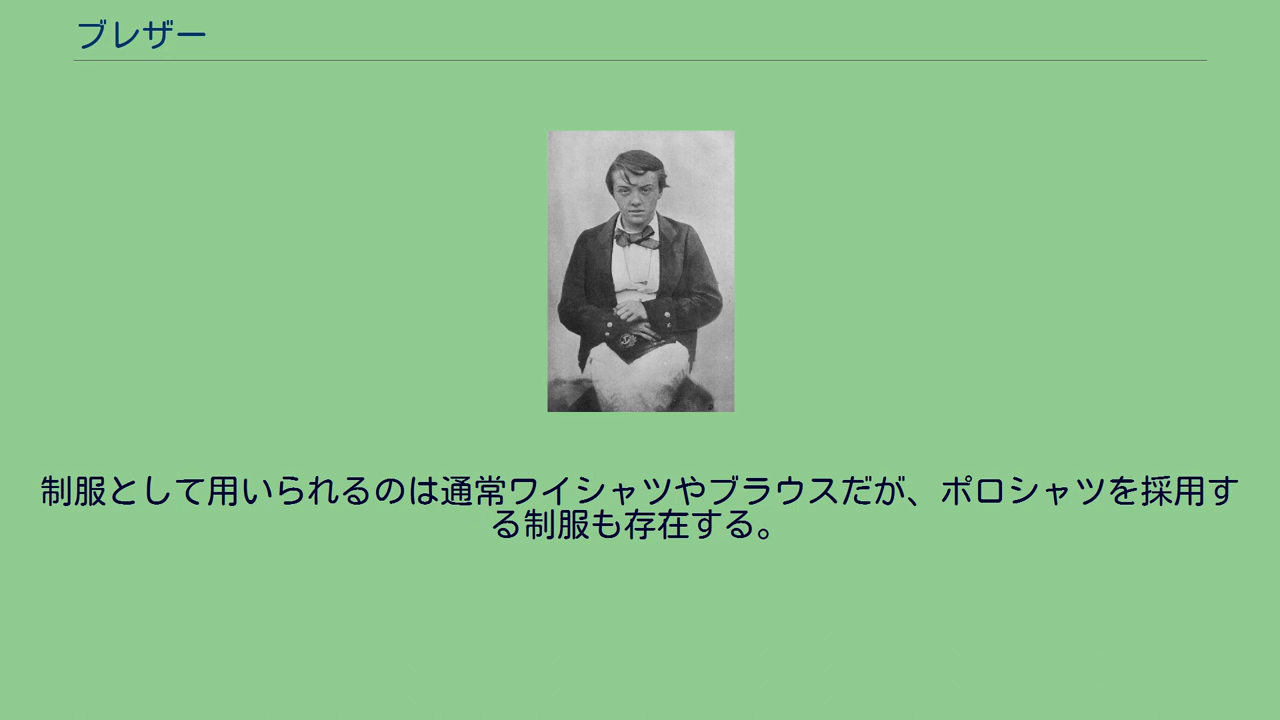 ブレザー
制服として用いられるのは通常ワイシャツやブラウスだが、ポロシャツを採用す
る制服も存在する。